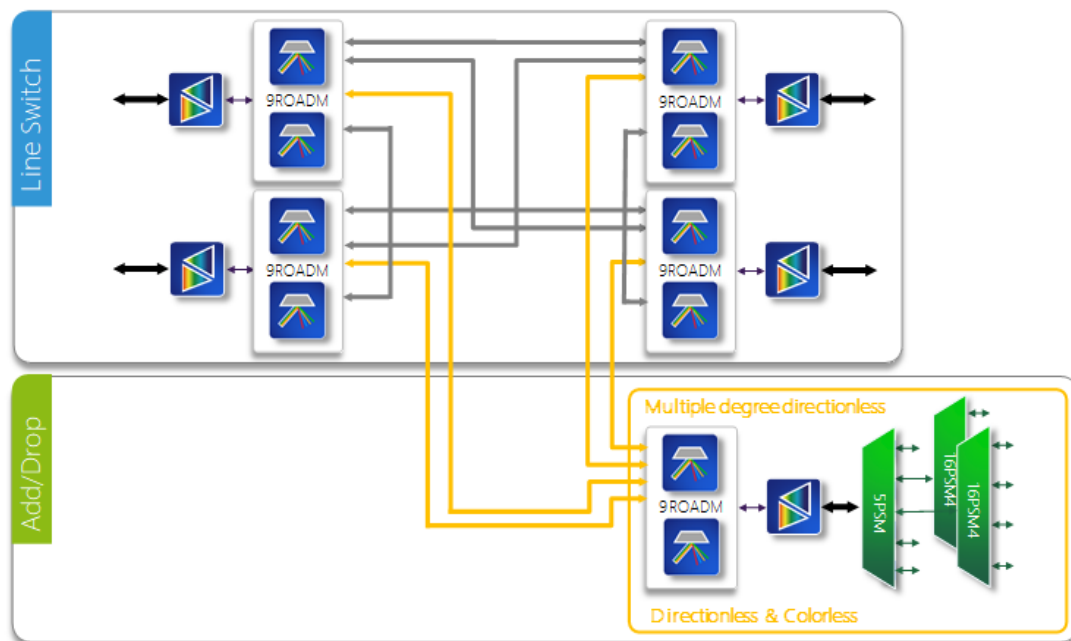 Line Switch
9ROADM
9ROADM
9ROADM
9ROADM
Add/Drop
Multiple degree directionless
9ROADM
5PSM
16PSM4
16PSM4
Directionless & Colorless